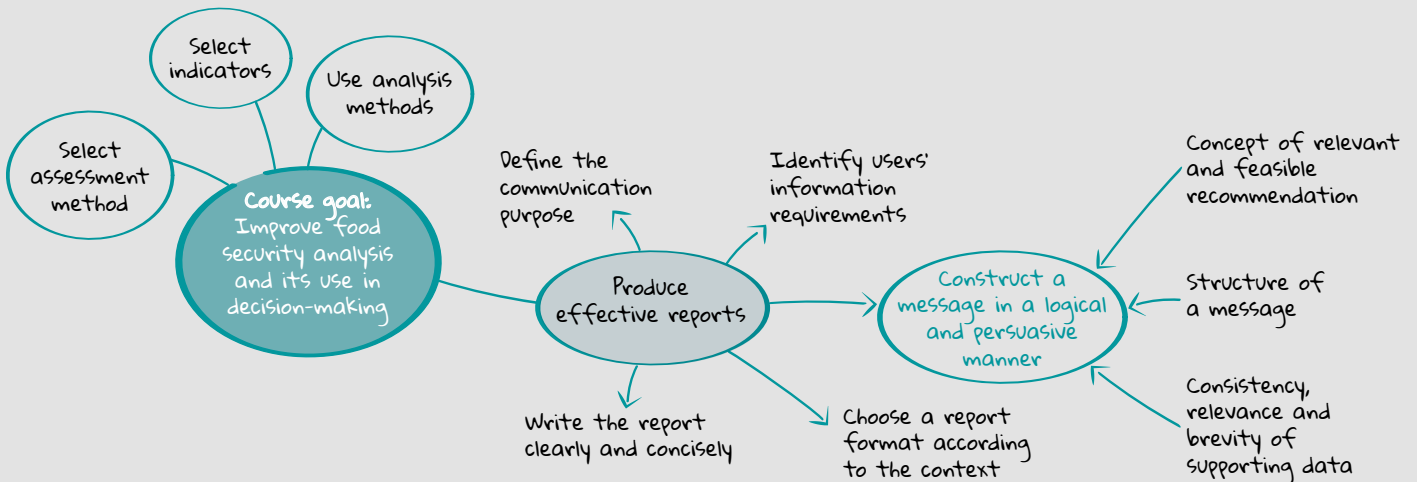 Select
indicators
Use analysis
methods
Select
assessment
method
Course goal:
Improve food
security analysis
and its use in
decision-making
Define the
communication
purpose
Identify users'
information
requirements
Produce
effective reports
Write the report
clearly and concisely
Choose a report
format according
to the context
Construct a
message in a logical
and persuasive
manner
Concept of relevant
and feasible
recommendation
Structure of
a message
Consistency,
relevance and
brevity of
supporting data